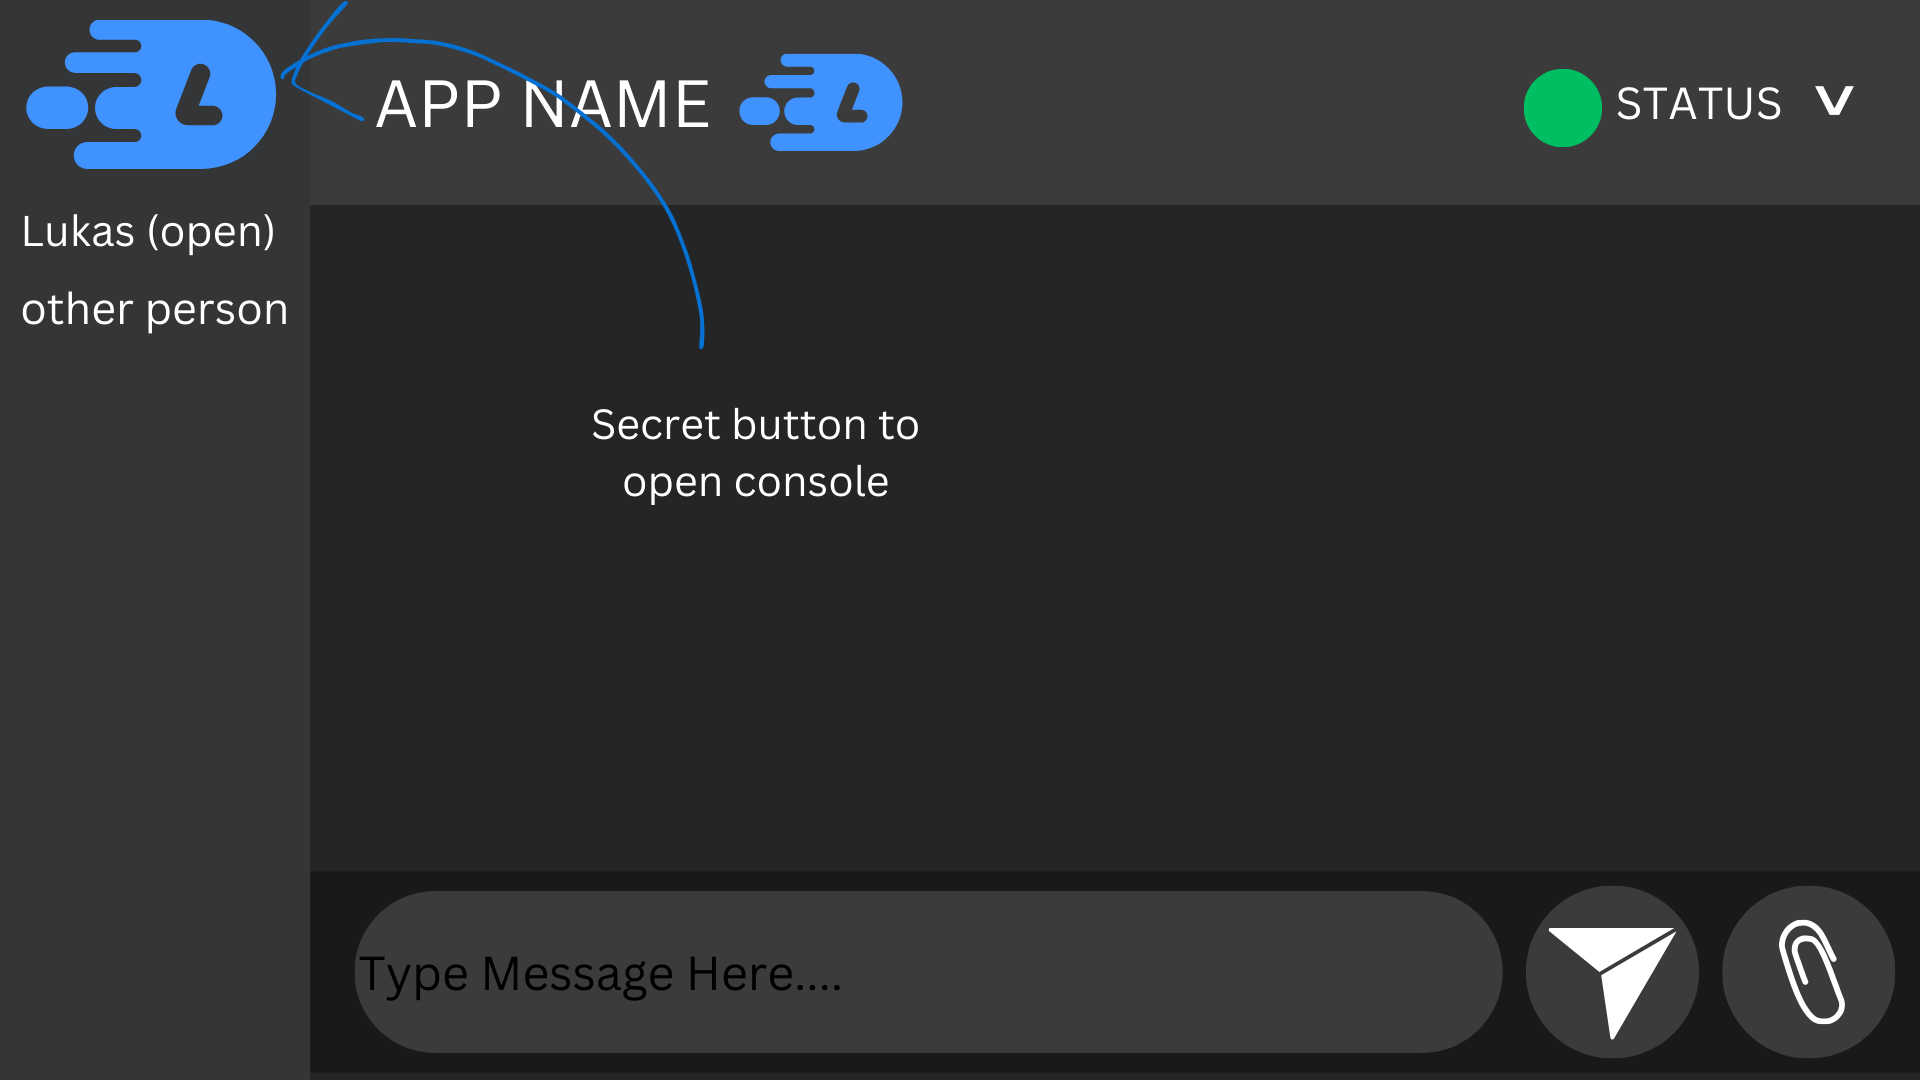 APP NAME
STATUS V
Lukas (open)
other person
Secret button to
open console
Type Message Here....